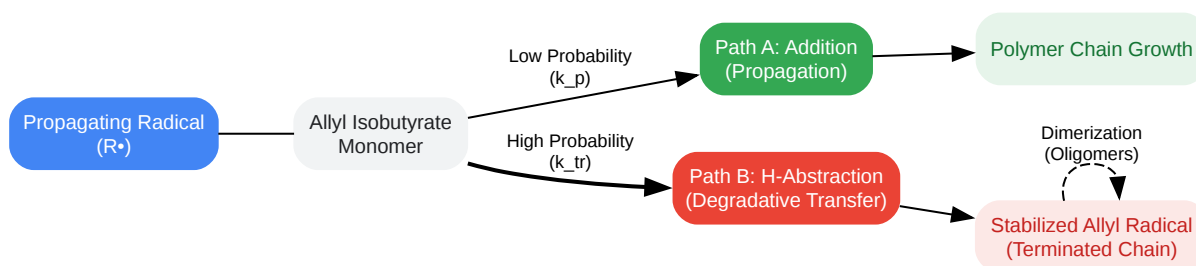 Propagating Radical
(R•)
Allyl Isobutyrate
Monomer
Low Probability
(k_p)
High Probability
(k_tr)
Path A: Addition
(Propagation)
Path B: H-Abstraction
(Degradative Transfer)
Polymer Chain Growth
Dimerization
(Oligomers)
Stabilized Allyl Radical
(Terminated Chain)